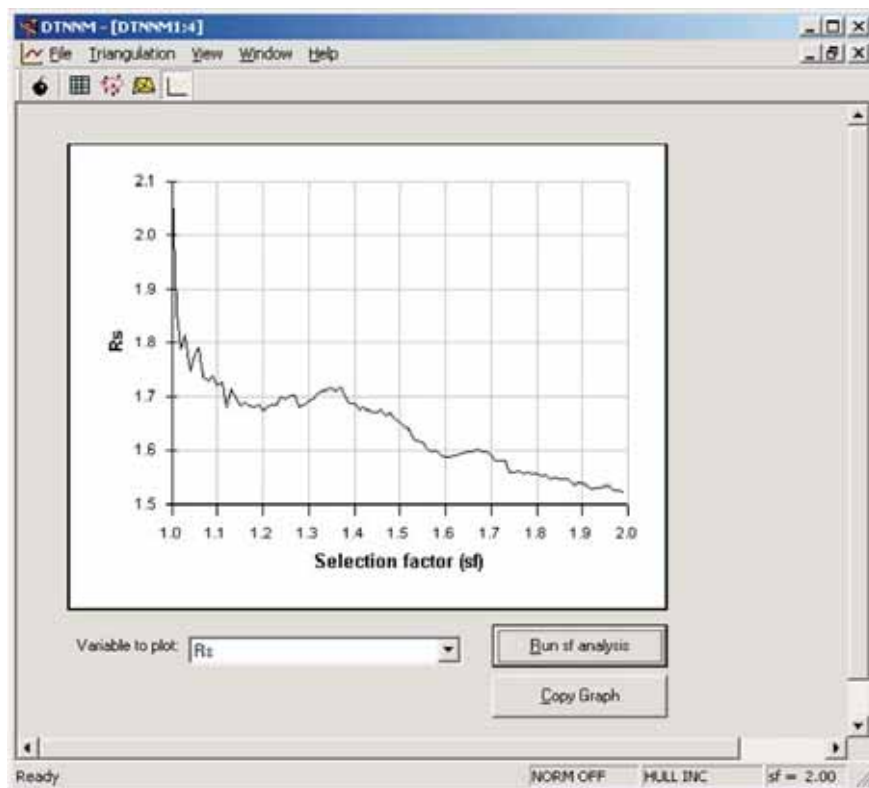 DTNNM - [DTNNM1:4]
File Triangulation View Window Help
2.1
2.0
1.9
1.8
1.7
1.6
1.5
Rs
1.0 1.1 1.2 1.3 1.4 1.5 1.6 1.7 1.8 1.9 2.0
Selection factor (sf)
Variable to plot: Rs
Run sf analysis
Copy Graph
Ready NORM OFF HULL INC sf = 2.00